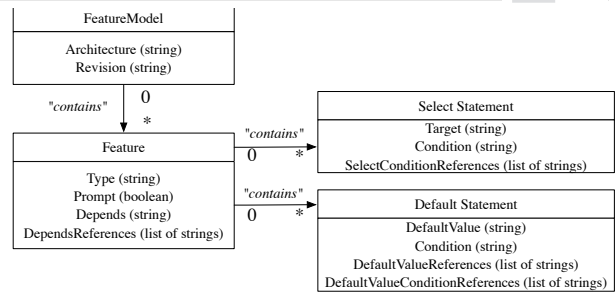 FeatureModel
Architecture (string)
Revision (string)
"contains"
0
*
Feature
Type (string)
Prompt (boolean)
Depends (string)
DependsReferences (list of strings)
"contains"
0 *
Select Statement
Target (string)
Condition (string)
SelectConditionReferences (list of strings)
"contains"
0 *
Default Statement
DefaultValue (string)
Condition (string)
DefaultValueReferences (list of strings)
DefaultValueConditionReferences (list of strings)